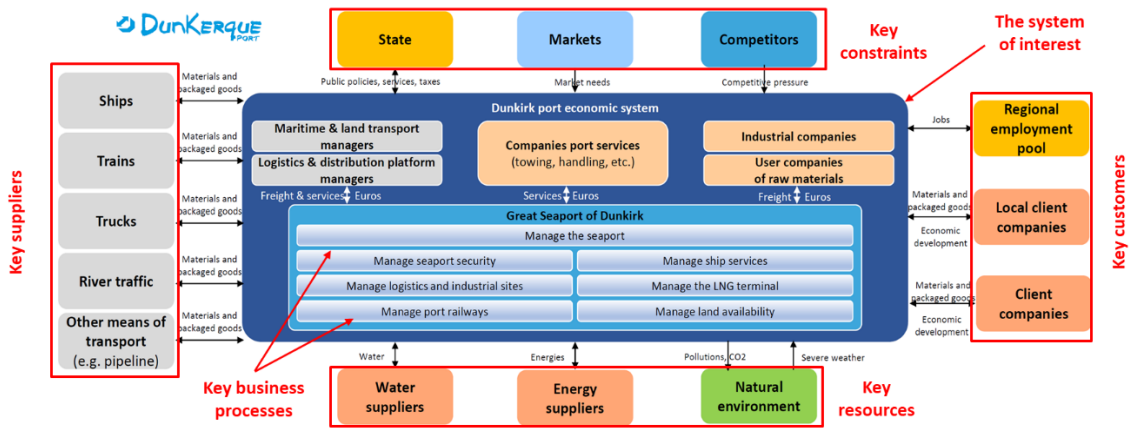 DUNKERQUE
PORT
State
Markets
Competitors
Key
constraints
The system
of interest
Public policies, services, taxes
Market needs
Competitive pressure
Key suppliers
Ships
Trains
Trucks
River traffic
Other means of
transport
(e.g. pipeline)
Materials and
packaged goods
Materials and
packaged goods
Materials and
packaged goods
Materials and
packaged goods
Materials and
packaged goods
Dunkirk port economic system
Maritime & land transport
managers
Logistics & distribution platform
managers
Companies port services
(towing, handling, etc.)
Industrial companies
User companies
of raw materials
Freight & services
Euros
Services
Euros
Freight
Euros
Great Seaport of Dunkirk
Manage the seaport
Manage seaport security
Manage ship services
Manage logistics and industrial sites
Manage the LNG terminal
Manage port railways
Manage land availability
Jobs
Materials and
packaged goods
Economic
development
Materials and
packaged goods
Economic
development
Regional
employment
pool
Local client
companies
Client
companies
Key customers
Water
Energies
Pollutions, CO2
Severe weather
Key business
processes
Water
suppliers
Energy
suppliers
Natural
environment
Key
resources